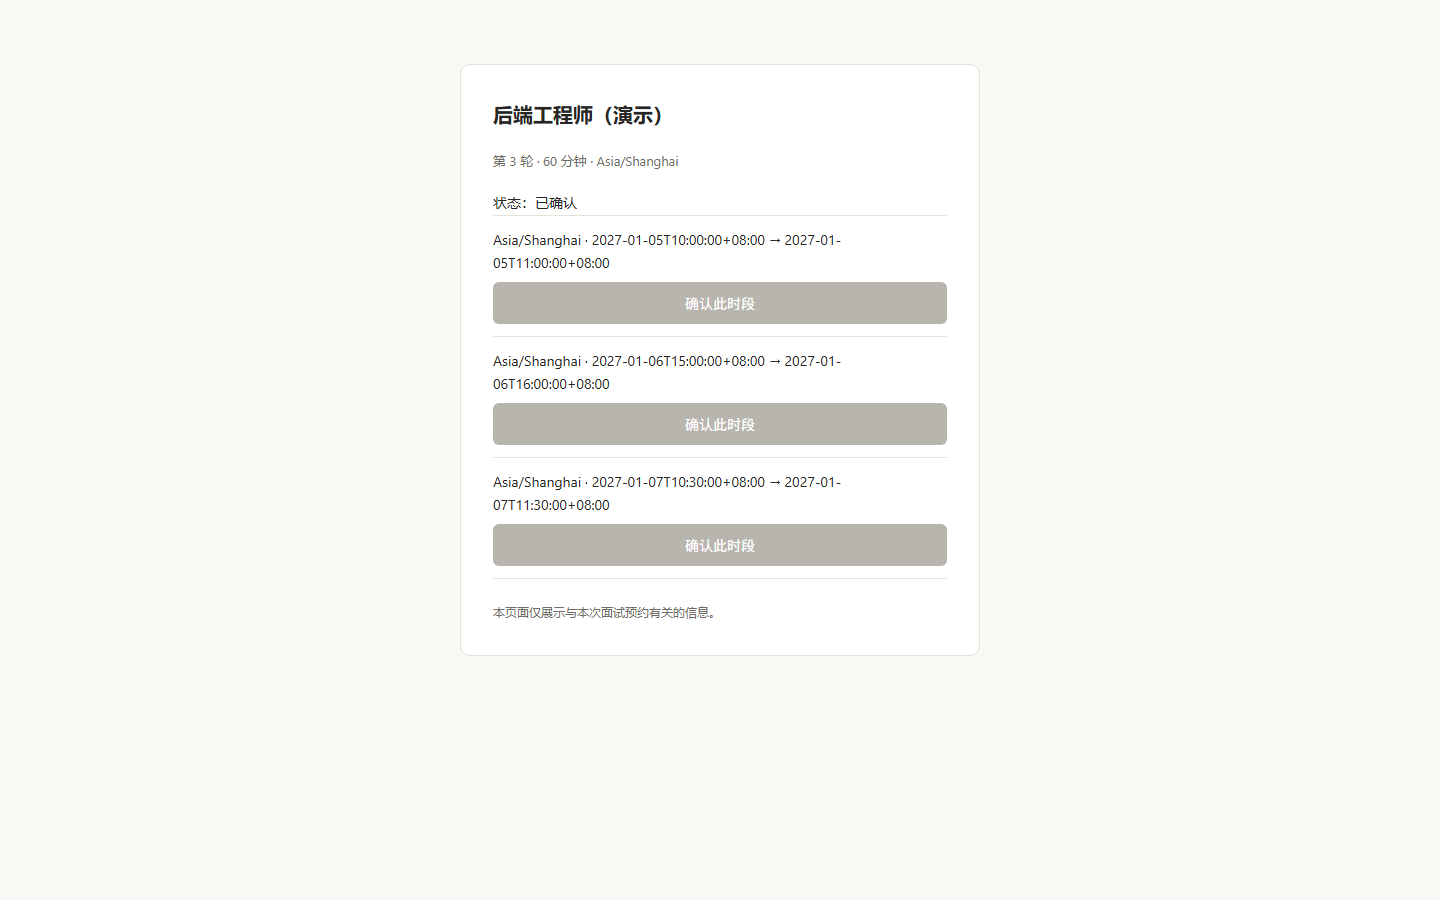 后端工程师（演示）
第 3 轮 · 60 分钟 · Asia/Shanghai
状态：已确认
Asia/Shanghai · 2027-01-05T10:00:00+08:00 → 2027-01-
05T11:00:00+08:00
确认此时段
Asia/Shanghai · 2027-01-06T15:00:00+08:00 → 2027-01-
06T16:00:00+08:00
确认此时段
Asia/Shanghai · 2027-01-07T10:30:00+08:00 → 2027-01-
07T11:30:00+08:00
确认此时段
本页面仅展示与本次面试预约有关的信息。